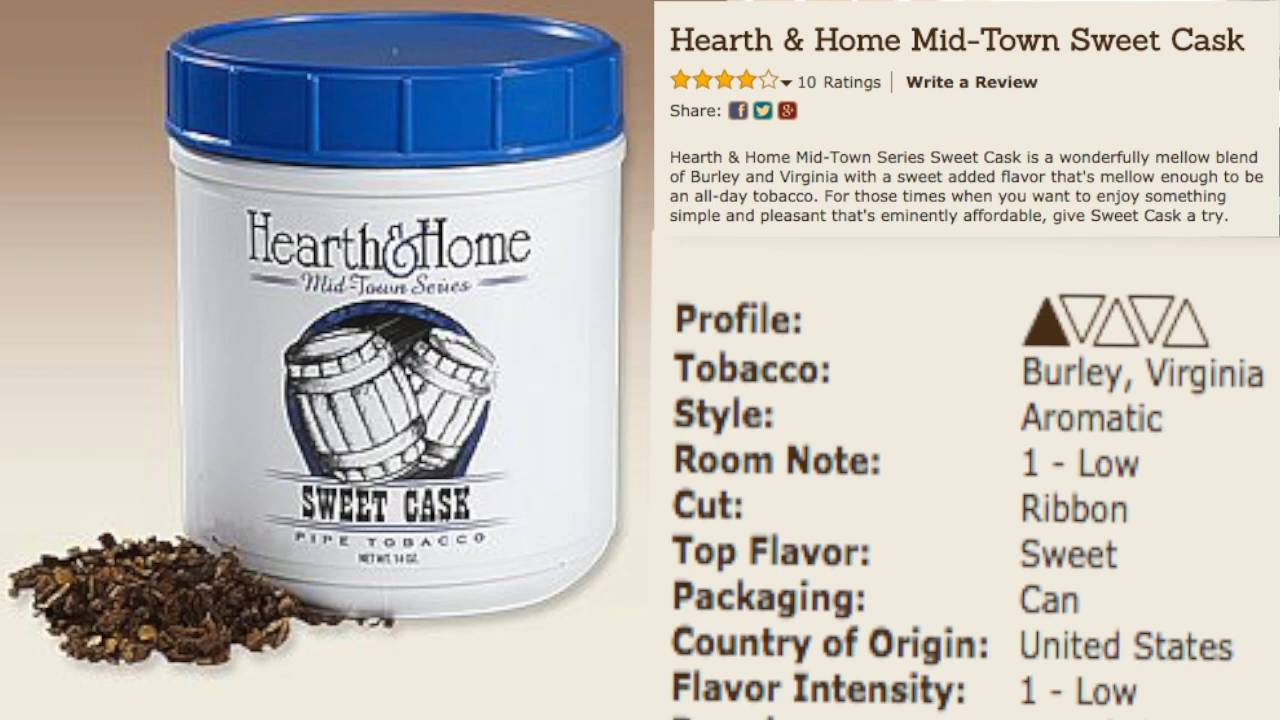 Hearth & Home
Mid-Town Series
SWEET CASK
PIPE TOBACCO
NET WT. 14 OZ.
Hearth & Home Mid-Town Sweet Cask
10 Ratings | Write a Review
Share:
Hearth & Home Mid-Town Series Sweet Cask is a wonderfully mellow blend
of Burley and Virginia with a sweet added flavor that's mellow enough to be
an all-day tobacco. For those times when you want to enjoy something
simple and pleasant that's eminently affordable, give Sweet Cask a try.
Profile:
Tobacco: Burley, Virginia
Style: Aromatic
Room Note: 1 - Low
Cut: Ribbon
Top Flavor: Sweet
Packaging: Can
Country of Origin: United States
Flavor Intensity: 1 - Low